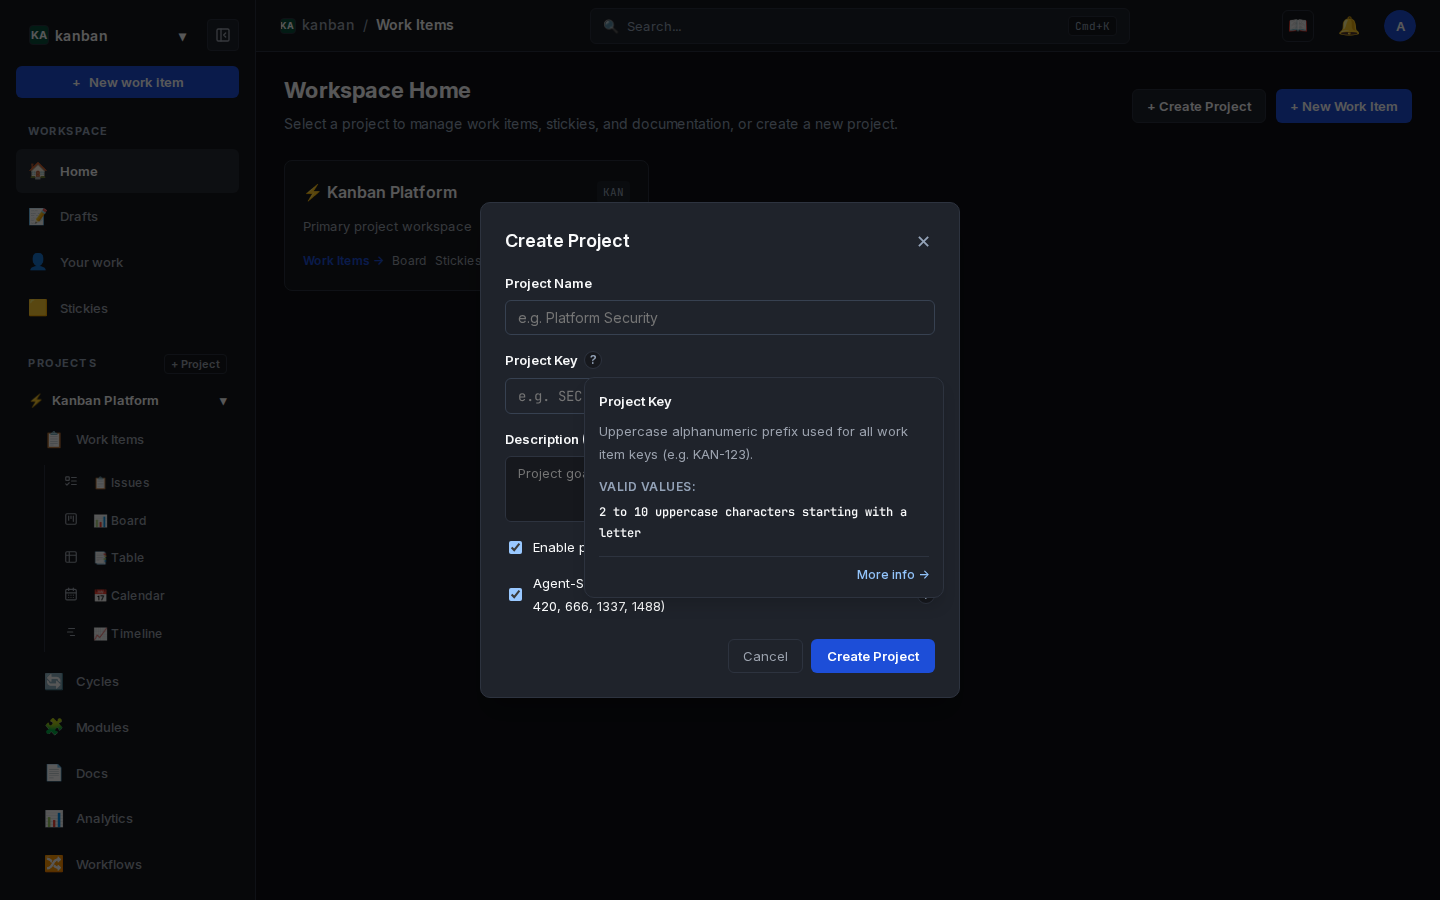 KA kanban
+ New work item
WORKSPACE
Home
Drafts
Your work
Stickies
PROJECTS
+ Project
Kanban Platform
Work Items
Issues
Board
Table
Calendar
Timeline
Cycles
Modules
Docs
Analytics
Workflows
KA kanban / Work Items
Search...
Cmd+K
A
Workspace Home
Select a project to manage work items, stickies, and documentation, or create a new project.
+ Create Project
+ New Work Item
Kanban Platform
KAN
Primary project workspace
Work Items →
Board
Stickies
Create Project
Project Name
e.g. Platform Security
Project Key ?
e.g. SEC
Project Key
Uppercase alphanumeric prefix used for all work
item keys (e.g. KAN-123).
VALID VALUES:
2 to 10 uppercase characters starting with a
letter
More info →
Description
Project
Enable
420, 666, 1337, 1488)
Cancel
Create Project